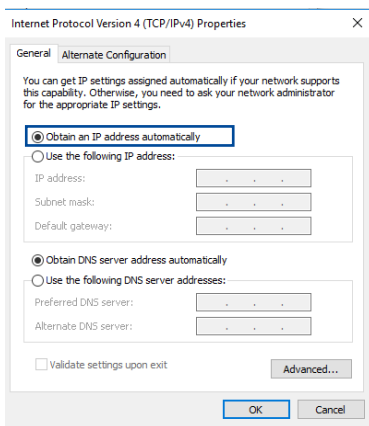 Internet Protocol Version 4 (TCP/IPv4) Properties
General
Alternate Configuration
You can get IP settings assigned automatically if your network supports
this capability. Otherwise, you need to ask your network administrator
for the appropriate IP settings.
Obtain an IP address automatically
Use the following IP address:
IP address:
Subnet mask:
Default gateway:
Obtain DNS server address automatically
Use the following DNS server addresses:
Preferred DNS server:
Alternate DNS server:
Validate settings upon exit
Advanced...
OK
Cancel